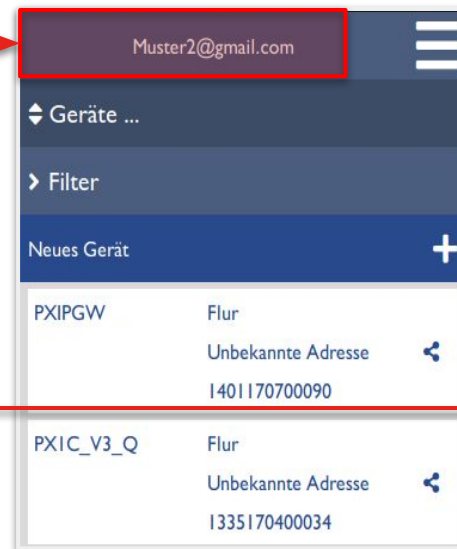 Muster2@gmail.com
Geräte ...
Filter
Neues Gerät
PXIPGW Flur
Unbekannte Adresse
1401170700090
PX1C_V3_Q Flur
Unbekannte Adresse
1335170400034